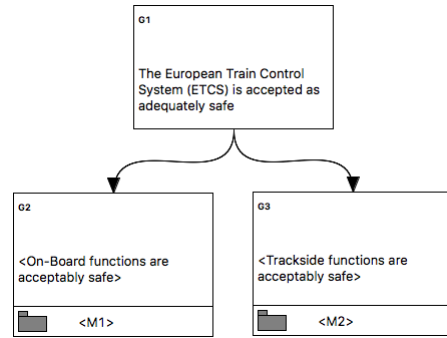 G1
The European Train Control
System (ETCS) is accepted as
adequately safe
G2
<On-Board functions are
acceptably safe>
<M1>
G3
<Trackside functions are
acceptably safe>
<M2>